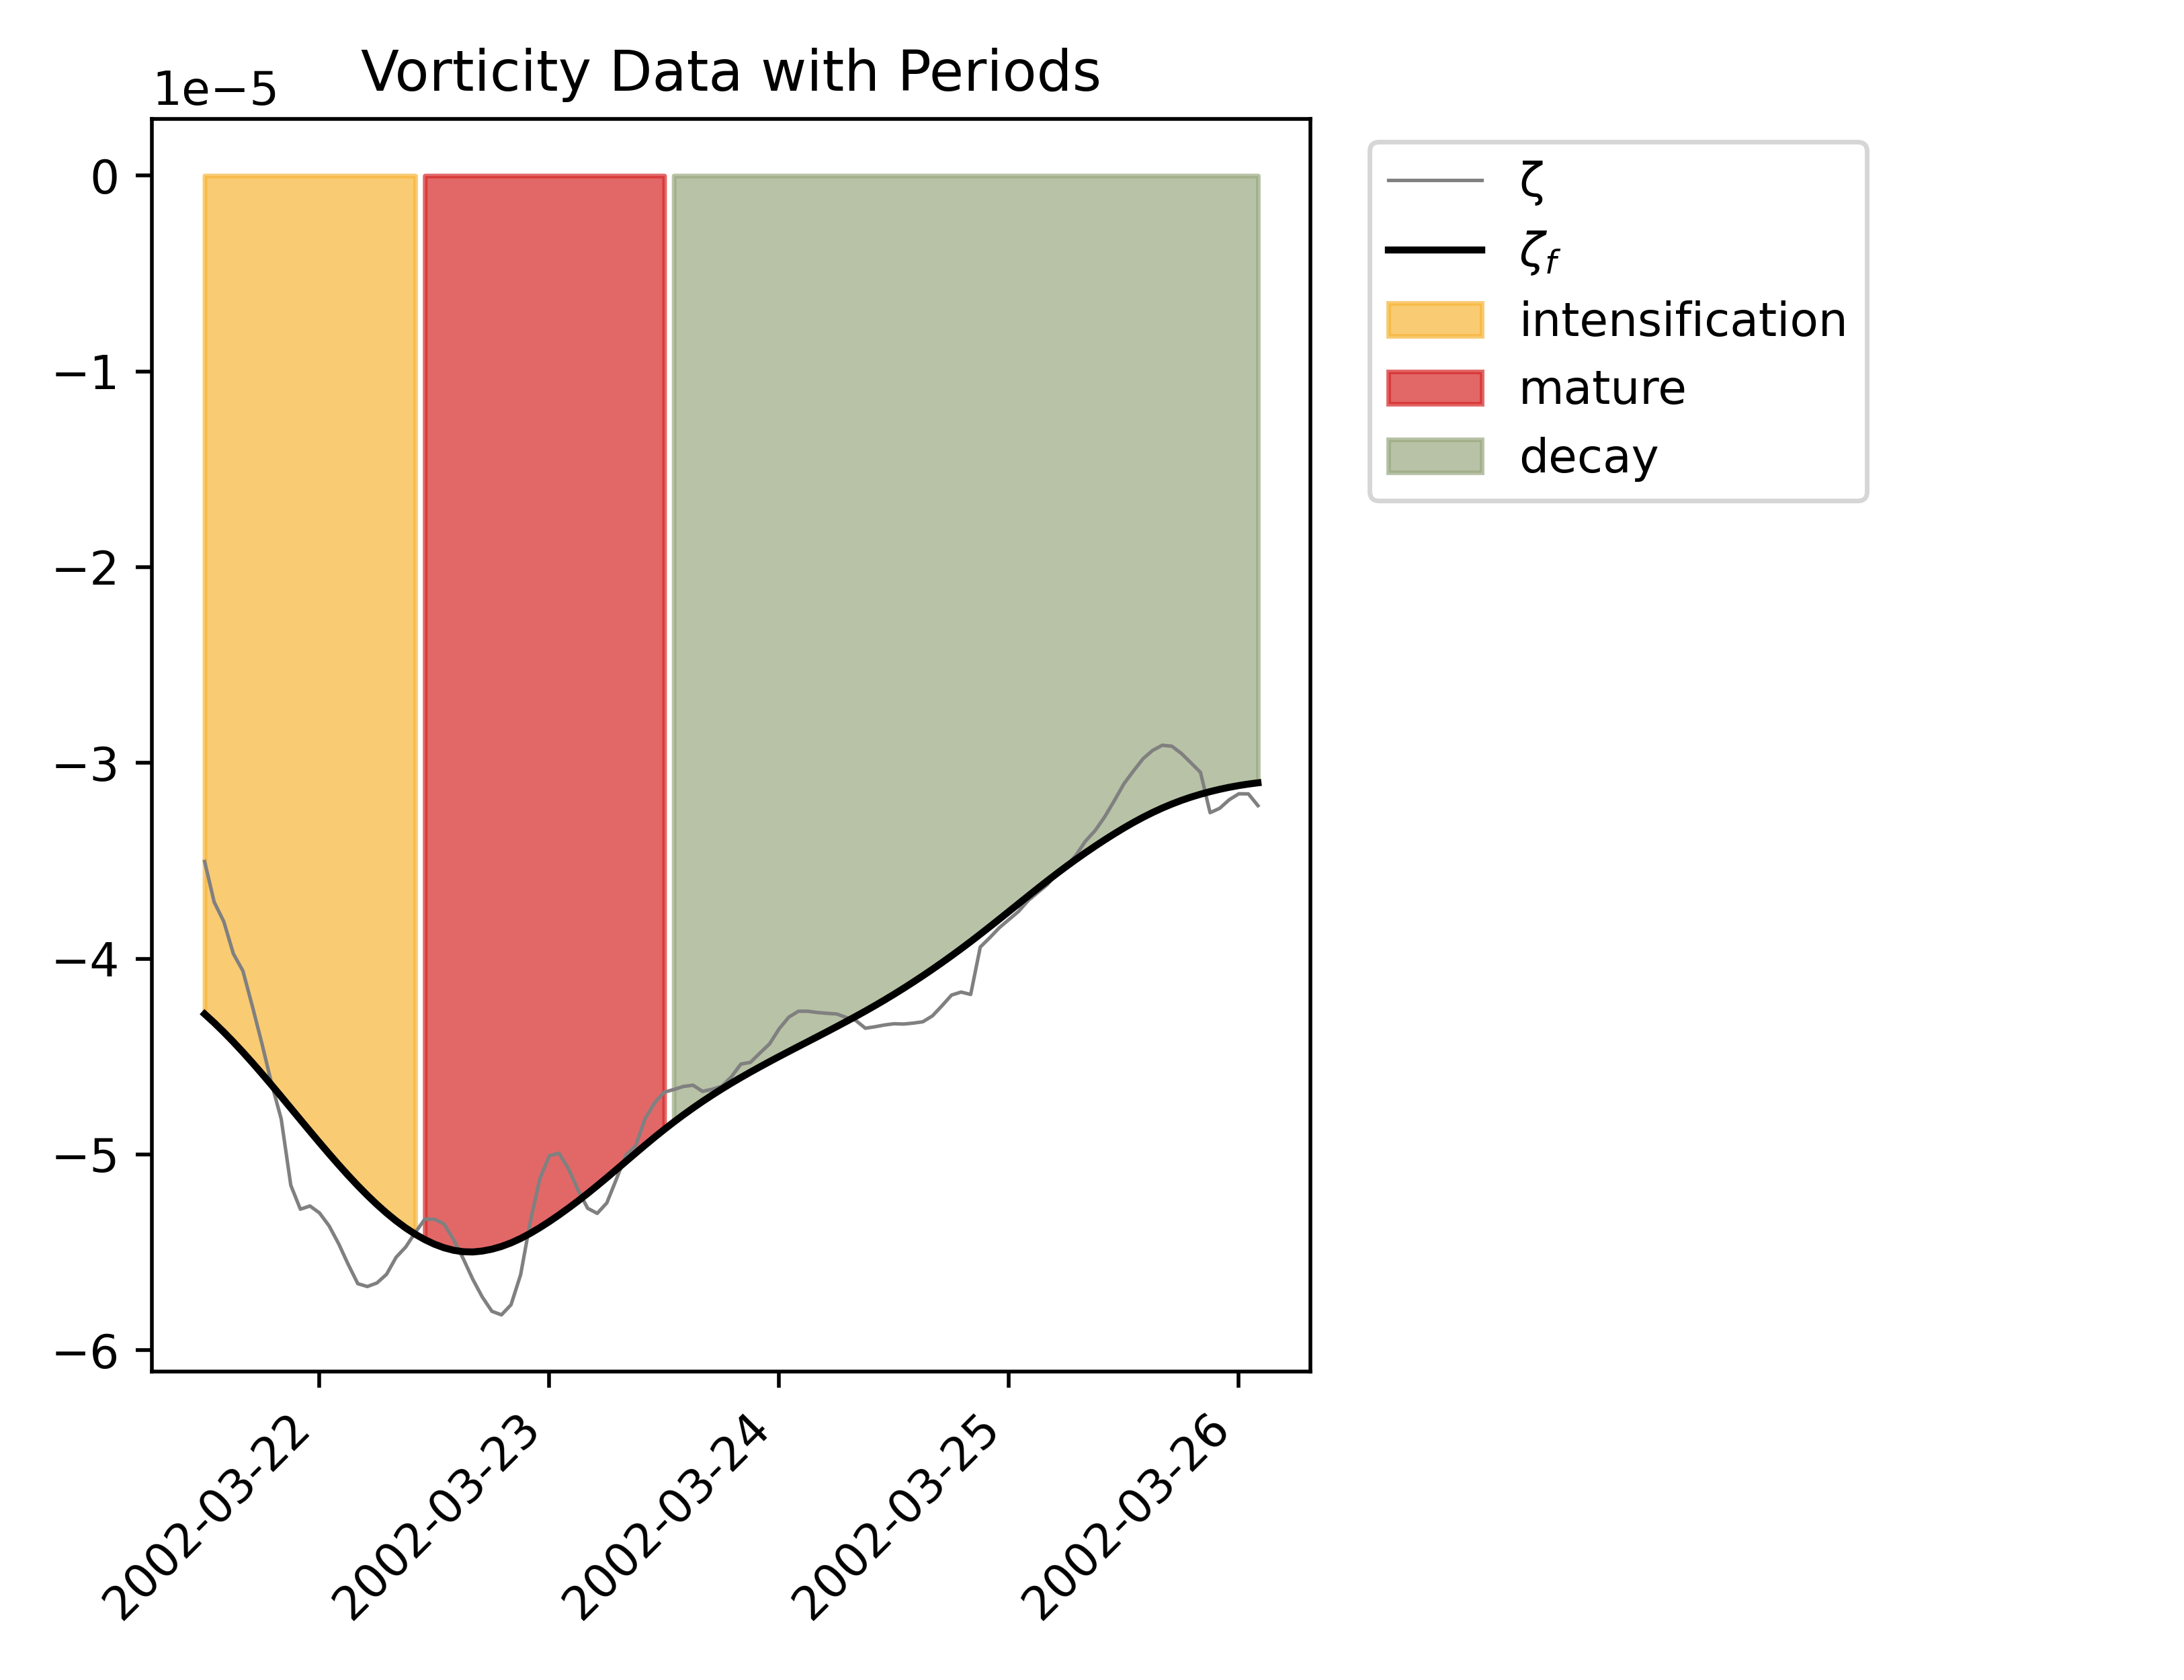 Vorticity Data with Periods
1e−5
0
−1
−2
−3
−4
−5
−6
2002-03-22
2002-03-23
2002-03-24
2002-03-25
2002-03-26
ζ
ζf
intensification
mature
decay